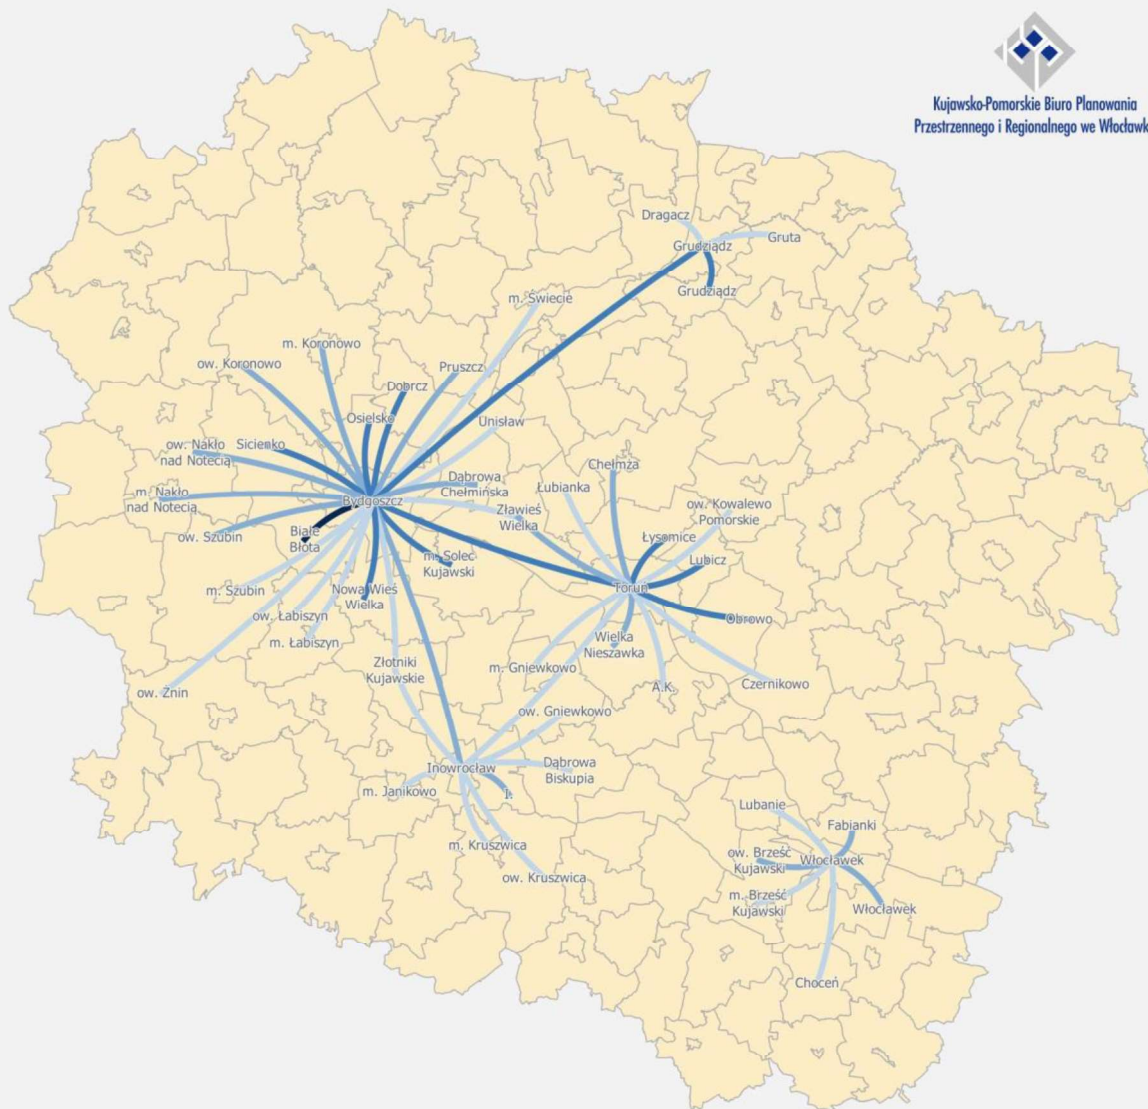 Kujawsko-Pomorskie Biuro Planowania
Przestrzennego i Regionalnego we Włocławk
Dragacz
Grudziądz
Gruta
Grudziądz
m. Świecie
m. Koronowo
ow. Koronowo
Pruszcz
Dobrcz
Osielsko
Unisław
ow. Nakło
nad Notecią
Sicienko
Dąbrowa
Chełmińska
Chełmża
Łubianka
m. Nakło
nad Notecią
Bydgoszcz
Zławieś
Wielka
ow. Kowalewo
Pomorskie
ow. Szubin
Białe
Błota
Łysomice
m. Solec
Kujawski
Lubicz
m. Szubin
Nowa Wieś
Wielka
Toruń
ow. Łabiszyn
Obrowo
m. Łabiszyn
Wielka
Nieszawka
Złotniki
Kujawskie
m. Gniewkowo
ow. Żnin
A.K.
Czernikowo
ow. Gniewkowo
Inowrocław
Dąbrowa
Biskupia
m. Janikowo
I.
Lubanie
Fabianki
m. Kruszwica
ow. Brześć
Kujawski
Włocławek
ow. Kruszwica
m. Brześć
Kujawski
Włocławek
Choceń